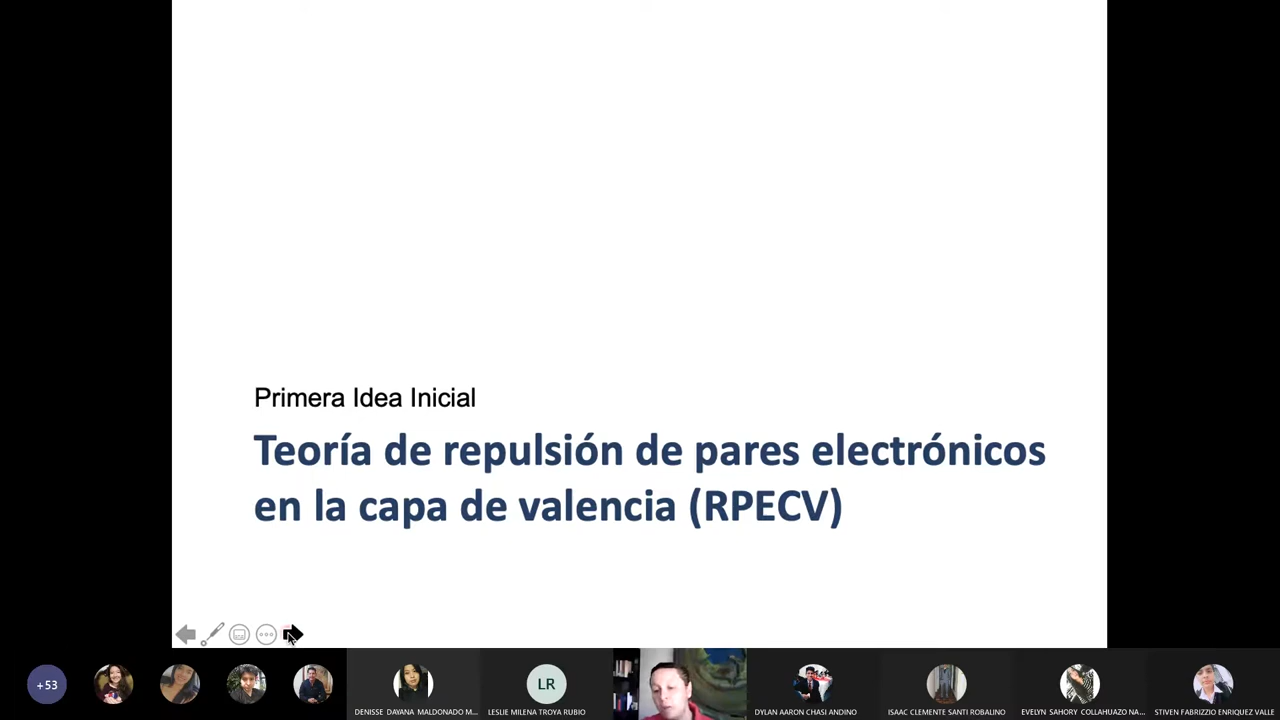 Primera Idea Inicial
Teoría de repulsión de pares electrónicos
en la capa de valencia (RPECV)
+53
DENISSE DAYANA MALDONADO M...
LR
LESLIE MILENA TROYA RUBIO
DYLAN AARON CHASI ANDINO
ISAAC CLEMENTE SANTI ROBALINO
EVELYN SAHORY COLLAHUAZO NA...
STIVEN FABRIZZIO ENRIQUEZ VALLE